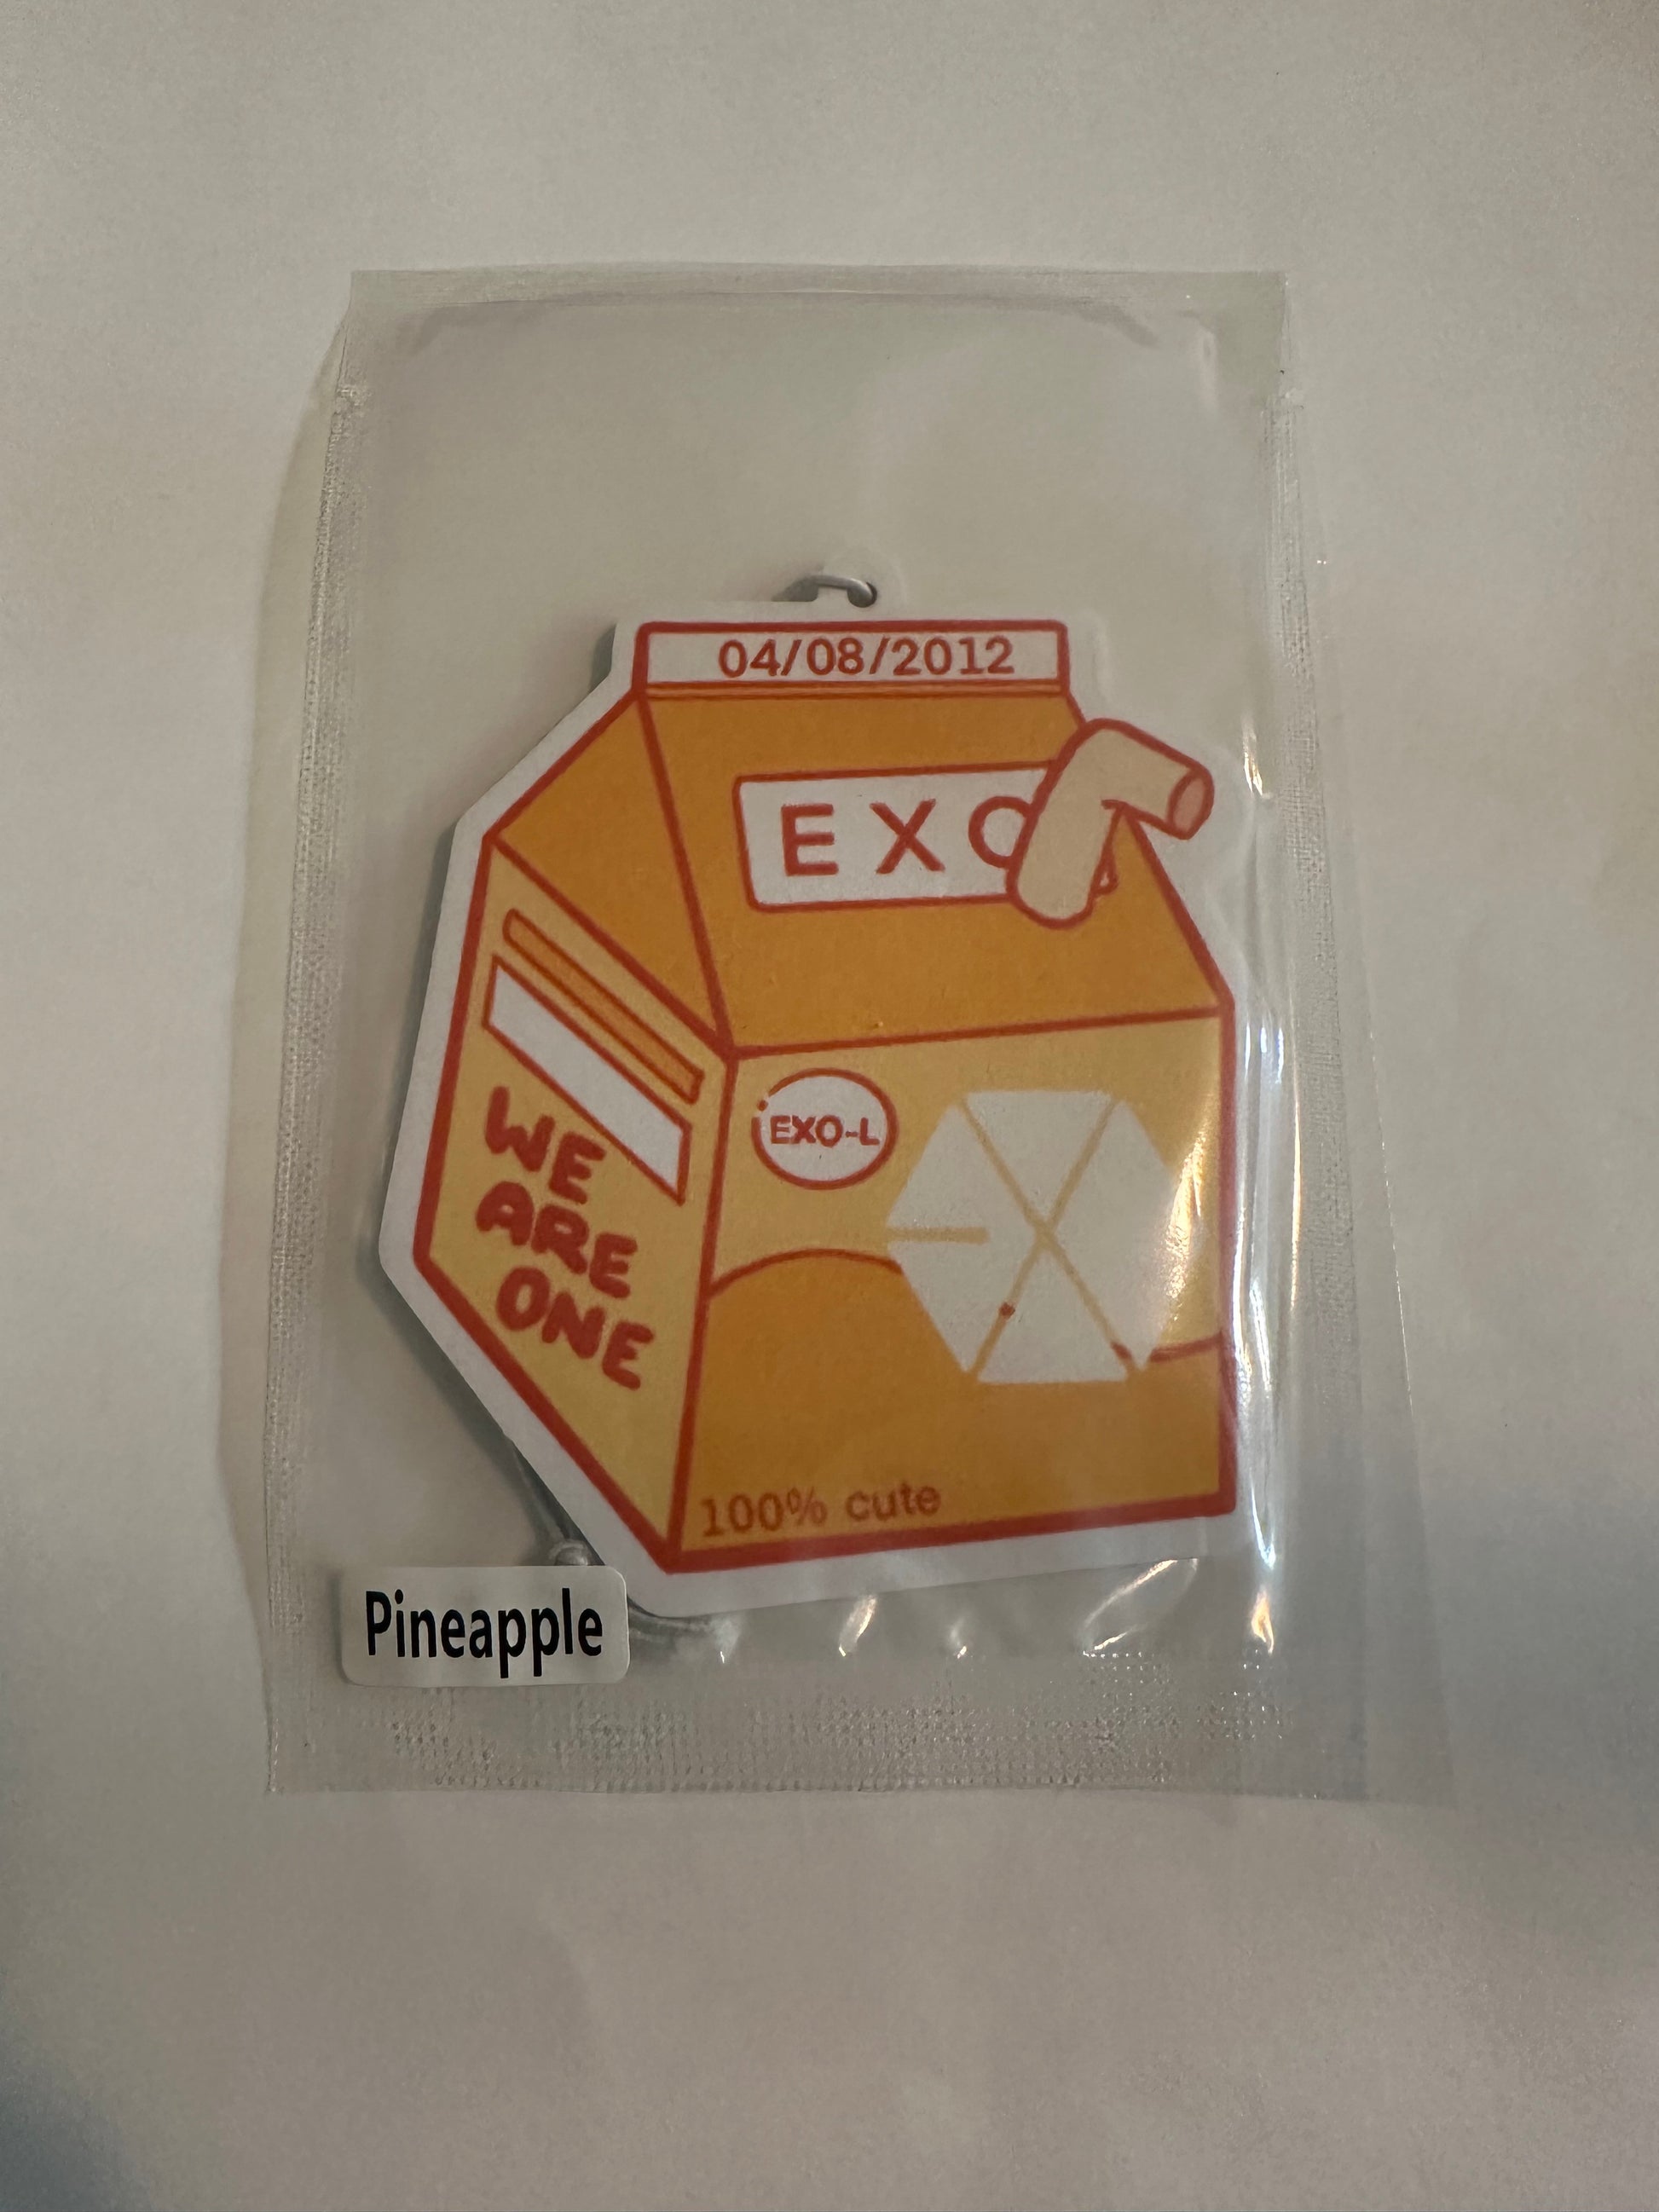 04/08/2012
EXO
EXO-L
WE
ARE
ONE
100% cute
Pineapple